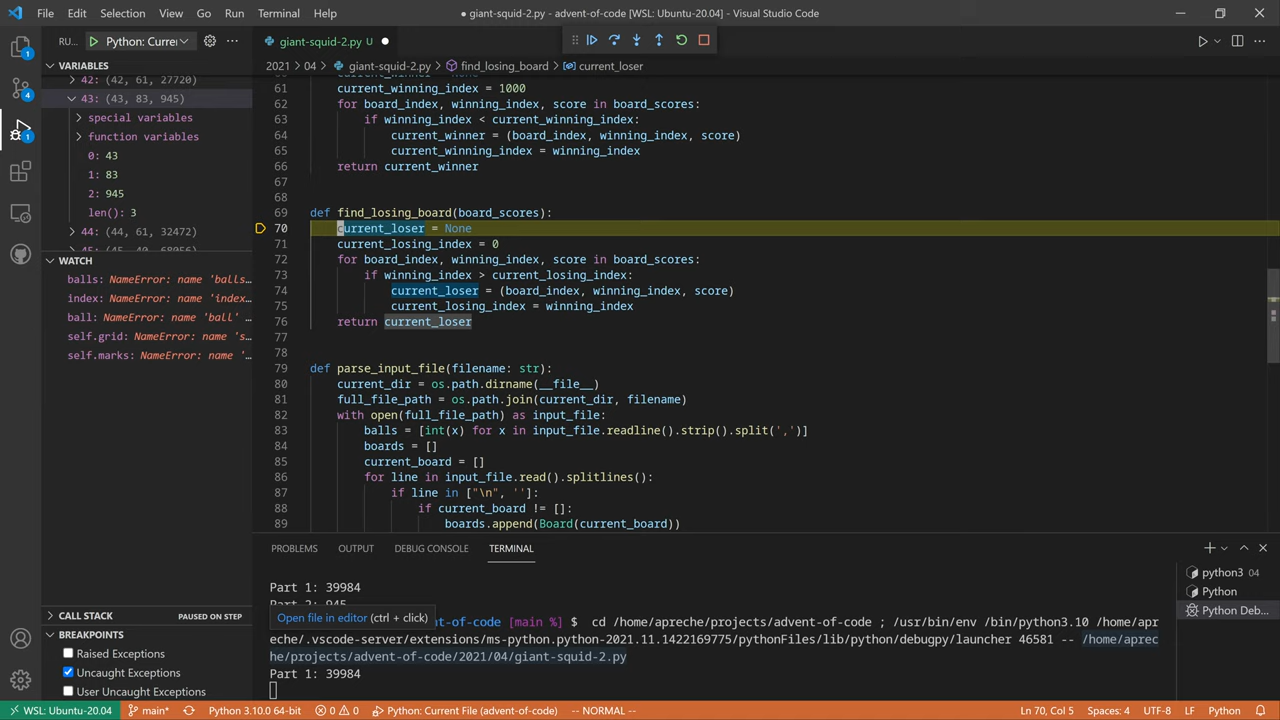 File Edit Selection View Go Run Terminal Help
● giant-squid-2.py - advent-of-code [WSL: Ubuntu-20.04] - Visual Studio Code
RU... Python: Currer ...
giant-squid-2.py U ●
2021 > 04 > giant-squid-2.py > find_losing_board > current_loser
VARIABLES
42: (42, 61, 27720)
43: (43, 83, 945)
special variables
function variables
0: 43
1: 83
2: 945
len(): 3
44: (44, 61, 32472)
45: (45, 40, 68056)
WATCH
balls: NameError: name 'balls...
index: NameError: name 'index...
ball: NameError: name 'ball' ...
self.grid: NameError: name 's...
self.marks: NameError: name '...
CALL STACK PAUSED ON STEP
BREAKPOINTS
Raised Exceptions
Uncaught Exceptions
User Uncaught Exceptions
61 current_winning_index = 1000
62 for board_index, winning_index, score in board_scores:
63 if winning_index < current_winning_index:
64 current_winner = (board_index, winning_index, score)
65 current_winning_index = winning_index
66 return current_winner
67
68
69 def find_losing_board(board_scores):
70 current_loser = None
71 current_losing_index = 0
72 for board_index, winning_index, score in board_scores:
73 if winning_index > current_losing_index:
74 current_loser = (board_index, winning_index, score)
75 current_losing_index = winning_index
76 return current_loser
77
78
79 def parse_input_file(filename: str):
80 current_dir = os.path.dirname(__file__)
81 full_file_path = os.path.join(current_dir, filename)
82 with open(full_file_path) as input_file:
83 balls = [int(x) for x in input_file.readline().strip().split(',')]
84 boards = []
85 current_board = []
86 for line in input_file.read().splitlines():
87 if line in ["\n", '']:
88 if current_board != []:
89 boards.append(Board(current_board))
PROBLEMS OUTPUT DEBUG CONSOLE TERMINAL
Part 1: 39984
Part 2: 945
Open file in editor (ctrl + click)
nt-of-code [main %] $ cd /home/apreche/projects/advent-of-code ; /usr/bin/env /bin/python3.10 /home/apr
eche/.vscode-server/extensions/ms-python.python-2021.11.1422169775/pythonFiles/lib/python/debugpy/launcher 46581 -- /home/apre
che/projects/advent-of-code/2021/04/giant-squid-2.py
Part 1: 39984
python3 04
Python
Python Deb...
WSL: Ubuntu-20.04 main* Python 3.10.0 64-bit 0 0 Python: Current File (advent-of-code) -- NORMAL -- Ln 70, Col 5 Spaces: 4 UTF-8 LF Python